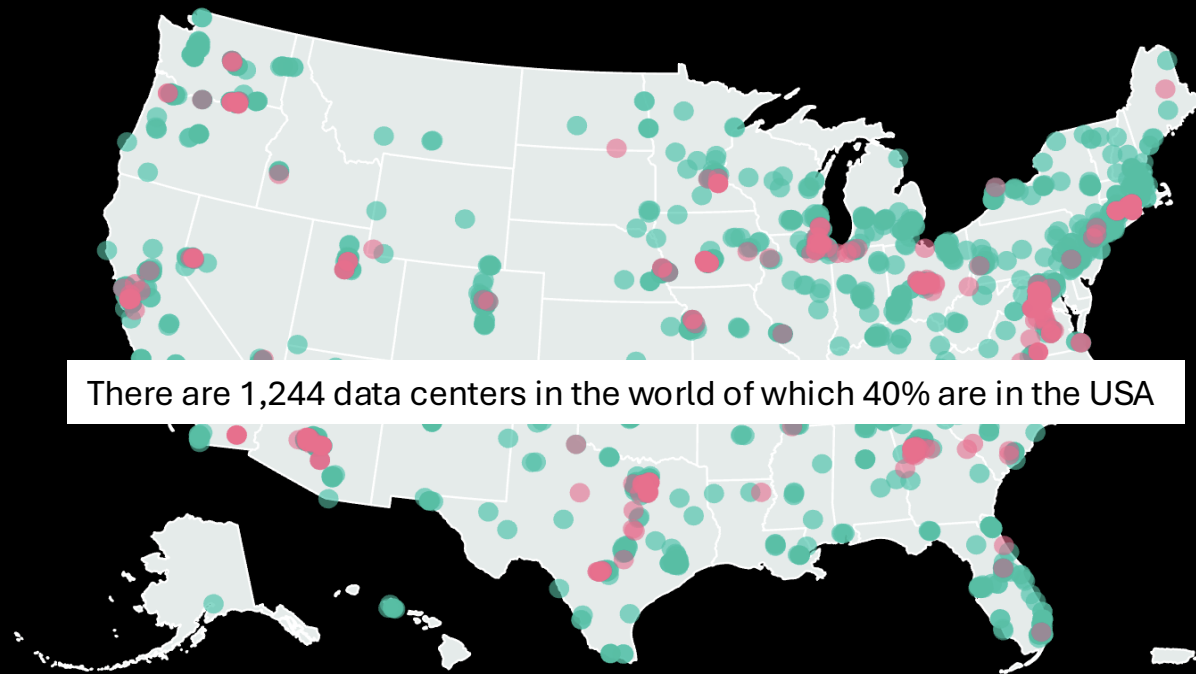 There are 1,244 data centers in the world of which 40% are in the USA